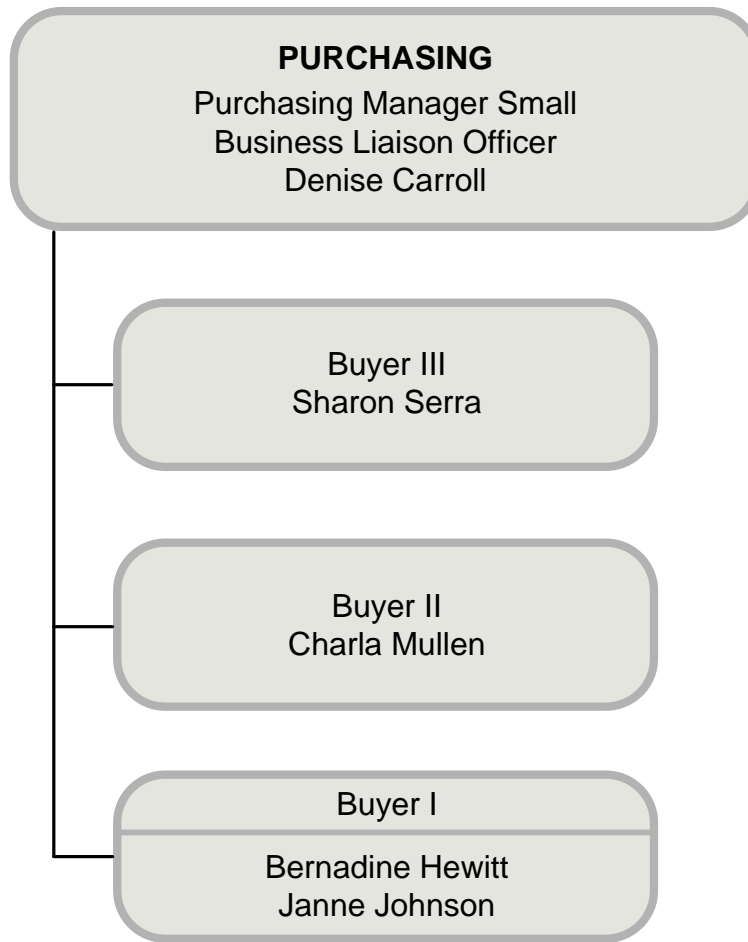 PURCHASING
Purchasing Manager Small
Business Liaison Officer
Denise Carroll
Buyer III
Sharon Serra
Buyer II
Charla Mullen
Buyer I
Bernadine Hewitt
Janne Johnson